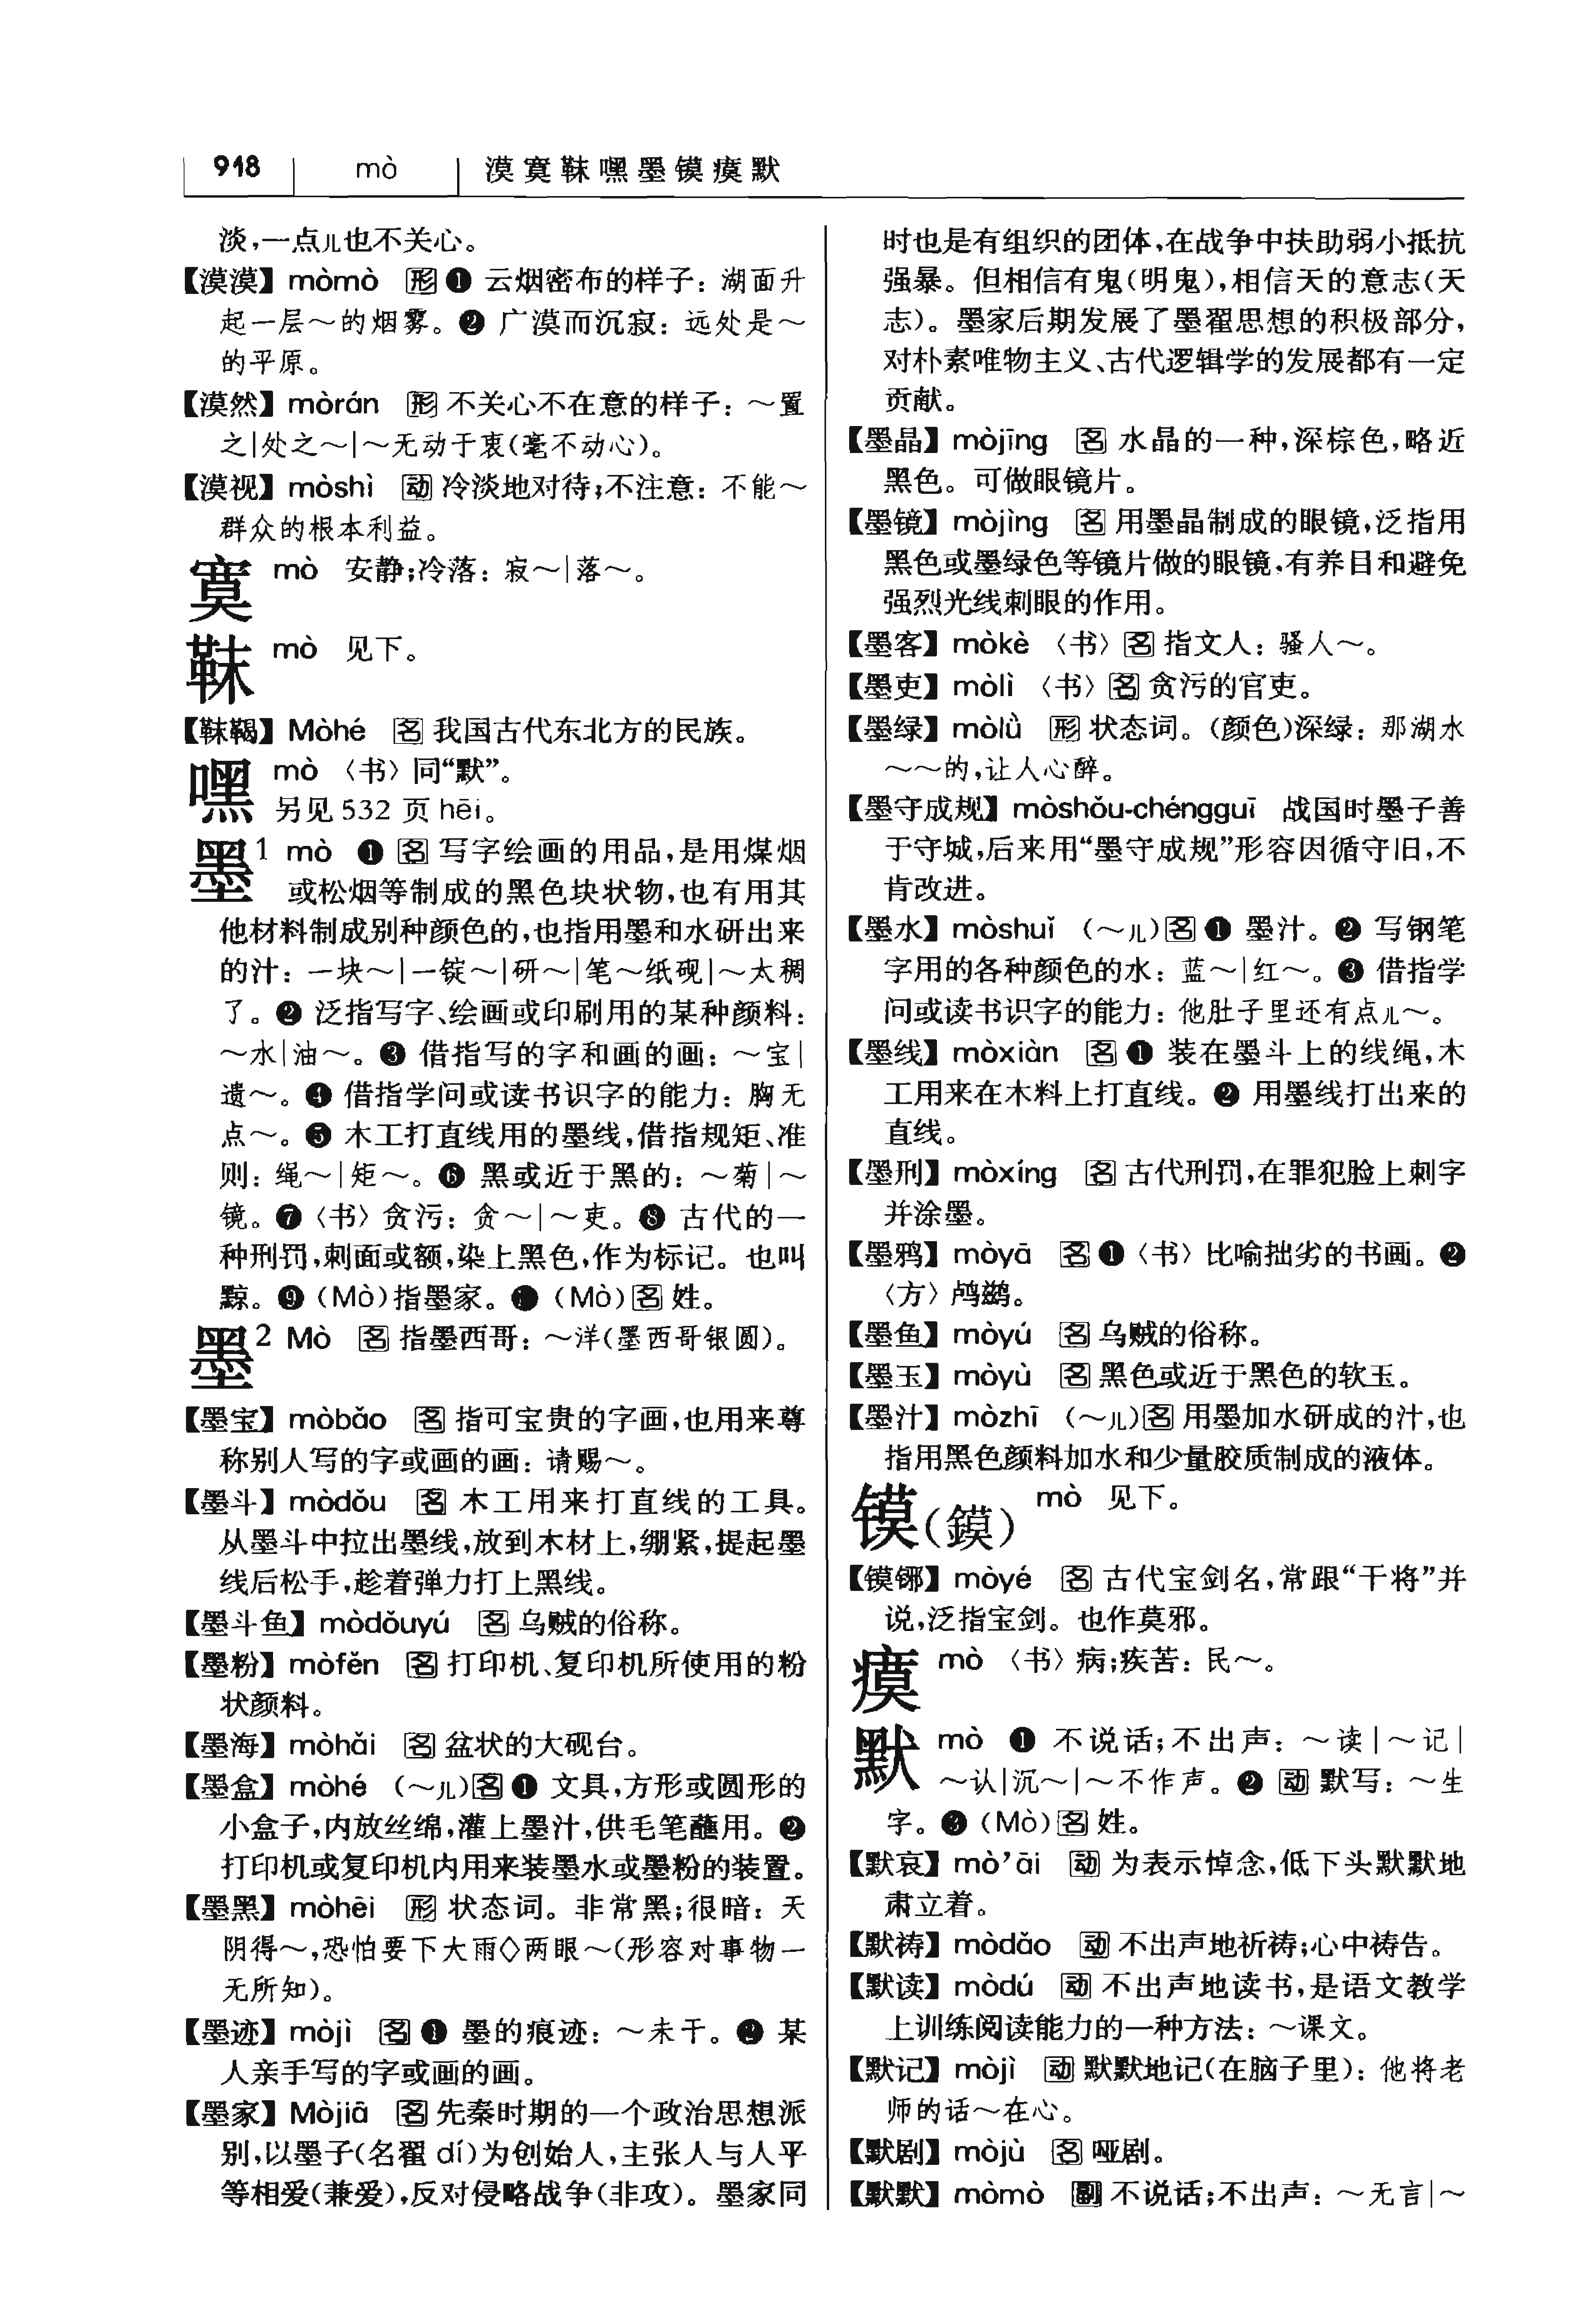 918 mò 漠寞靺嘿墨镆瘼默
淡,一点儿也不关心。
【漠漠】mòmò 形❶ 云烟密布的样子：湖面升
起一层～的烟雾。❷ 广漠而沉寂：远处是～
的平原。
【漠然】mòrán 形 不关心不在意的样子：～置
之|处之～|～无动于衷(毫不动心)。
【漠视】mòshì 动 冷淡地对待;不注意：不能～
群众的根本利益。
寞 mò 安静;冷落：寂～|落～。
靺 mò 见下。
【靺鞨】Mòhé 名 我国古代东北方的民族。
嘿 mò 〈书〉同“默”。
另见 532 页 hēi。
墨1 mò ❶ 名 写字绘画的用品,是用煤烟
或松烟等制成的黑色块状物,也有用其
他材料制成别种颜色的,也指用墨和水研出来
的汁：一块～|一锭～|研～|笔～纸砚|～太稠
了。❷ 泛指写字、绘画或印刷用的某种颜料：
～水|油～。❸ 借指写的字和画的画：～宝|
遗～。❹ 借指学问或读书识字的能力：胸无
点～。❺ 木工打直线用的墨线,借指规矩、准
则：绳～|矩～。❻ 黑或近于黑的：～菊|～
镜。❼〈书〉贪污：贪～|～吏。❽ 古代的一
种刑罚,刺面或额,染上黑色,作为标记。也叫
黥。❾ (Mò)指墨家。❿ (Mò)名 姓。
墨2 Mò 名 指墨西哥：～洋(墨西哥银圆)。
【墨宝】mòbǎo 名 指可宝贵的字画,也用来尊
称别人写的字或画的画：请赐～。
【墨斗】mòdǒu 名 木工用来打直线的工具。
从墨斗中拉出墨线,放到木材上,绷紧,提起墨
线后松手,趁着弹力打上黑线。
【墨斗鱼】mòdǒuyú 名 乌贼的俗称。
【墨粉】mòfěn 名 打印机、复印机所使用的粉
状颜料。
【墨海】mòhǎi 名 盆状的大砚台。
【墨盒】mòhé (～儿)名❶ 文具,方形或圆形的
小盒子,内放丝绵,灌上墨汁,供毛笔蘸用。❷
打印机或复印机内用来装墨水或墨粉的装置。
【墨黑】mòhēi 形 状态词。非常黑;很暗：天
阴得～,恐怕要下大雨◇两眼～(形容对事物一
无所知)。
【墨迹】mòjì 名❶ 墨的痕迹：～未干。❷ 某
人亲手写的字或画的画。
【墨家】Mòjiā 名 先秦时期的一个政治思想派
别,以墨子(名翟 dí)为创始人,主张人与人平
等相爱(兼爱),反对侵略战争(非攻)。墨家同
时也是有组织的团体,在战争中扶助弱小抵抗
强暴。但相信有鬼(明鬼),相信天的意志(天
志)。墨家后期发展了墨翟思想的积极部分,
对朴素唯物主义、古代逻辑学的发展都有一定
贡献。
【墨晶】mòjīng 名 水晶的一种,深棕色,略近
黑色。可做眼镜片。
【墨镜】mòjìng 名 用墨晶制成的眼镜,泛指用
黑色或墨绿色等镜片做的眼镜,有养目和避免
强烈光线刺眼的作用。
【墨客】mòkè 〈书〉名 指文人：骚人～。
【墨吏】mòlì 〈书〉名 贪污的官吏。
【墨绿】mòlǜ 形 状态词。(颜色)深绿：那湖水
～～的,让人心醉。
【墨守成规】mòshǒu-chéngguī 战国时墨子善
于守城,后来用“墨守成规”形容因循守旧,不
肯改进。
【墨水】mòshuǐ (～儿)名❶ 墨汁。❷ 写钢笔
字用的各种颜色的水：蓝～|红～。❸ 借指学
问或读书识字的能力：他肚子里还有点儿～。
【墨线】mòxiàn 名❶ 装在墨斗上的线绳,木
工用来在木料上打直线。❷ 用墨线打出来的
直线。
【墨刑】mòxíng 名 古代刑罚,在罪犯脸上刺字
并涂墨。
【墨鸦】mòyā 名❶〈书〉比喻拙劣的书画。❷
〈方〉鸬鹚。
【墨鱼】mòyú 名 乌贼的俗称。
【墨玉】mòyù 名 黑色或近于黑色的软玉。
【墨汁】mòzhī (～儿)名 用墨加水研成的汁,也
指用黑色颜料加水和少量胶质制成的液体。
镆(鏌) mò 见下。
【镆铘】mòyé 名 古代宝剑名,常跟“干将”并
说,泛指宝剑。也作莫邪。
瘼 mò 〈书〉病;疾苦：民～。
默 mò ❶ 不说话;不出声：～读|～记|
～认|沉～|～不作声。❷ 动 默写：～生
字。❸ (Mò)名 姓。
【默哀】mò’āi 动 为表示悼念,低下头默默地
肃立着。
【默祷】mòdǎo 动 不出声地祈祷;心中祷告。
【默读】mòdú 动 不出声地读书,是语文教学
上训练阅读能力的一种方法：～课文。
【默记】mòjì 动 默默地记(在脑子里)：他将老
师的话～在心。
【默剧】mòjù 名 哑剧。
【默默】mòmò 副 不说话;不出声：～无言|～